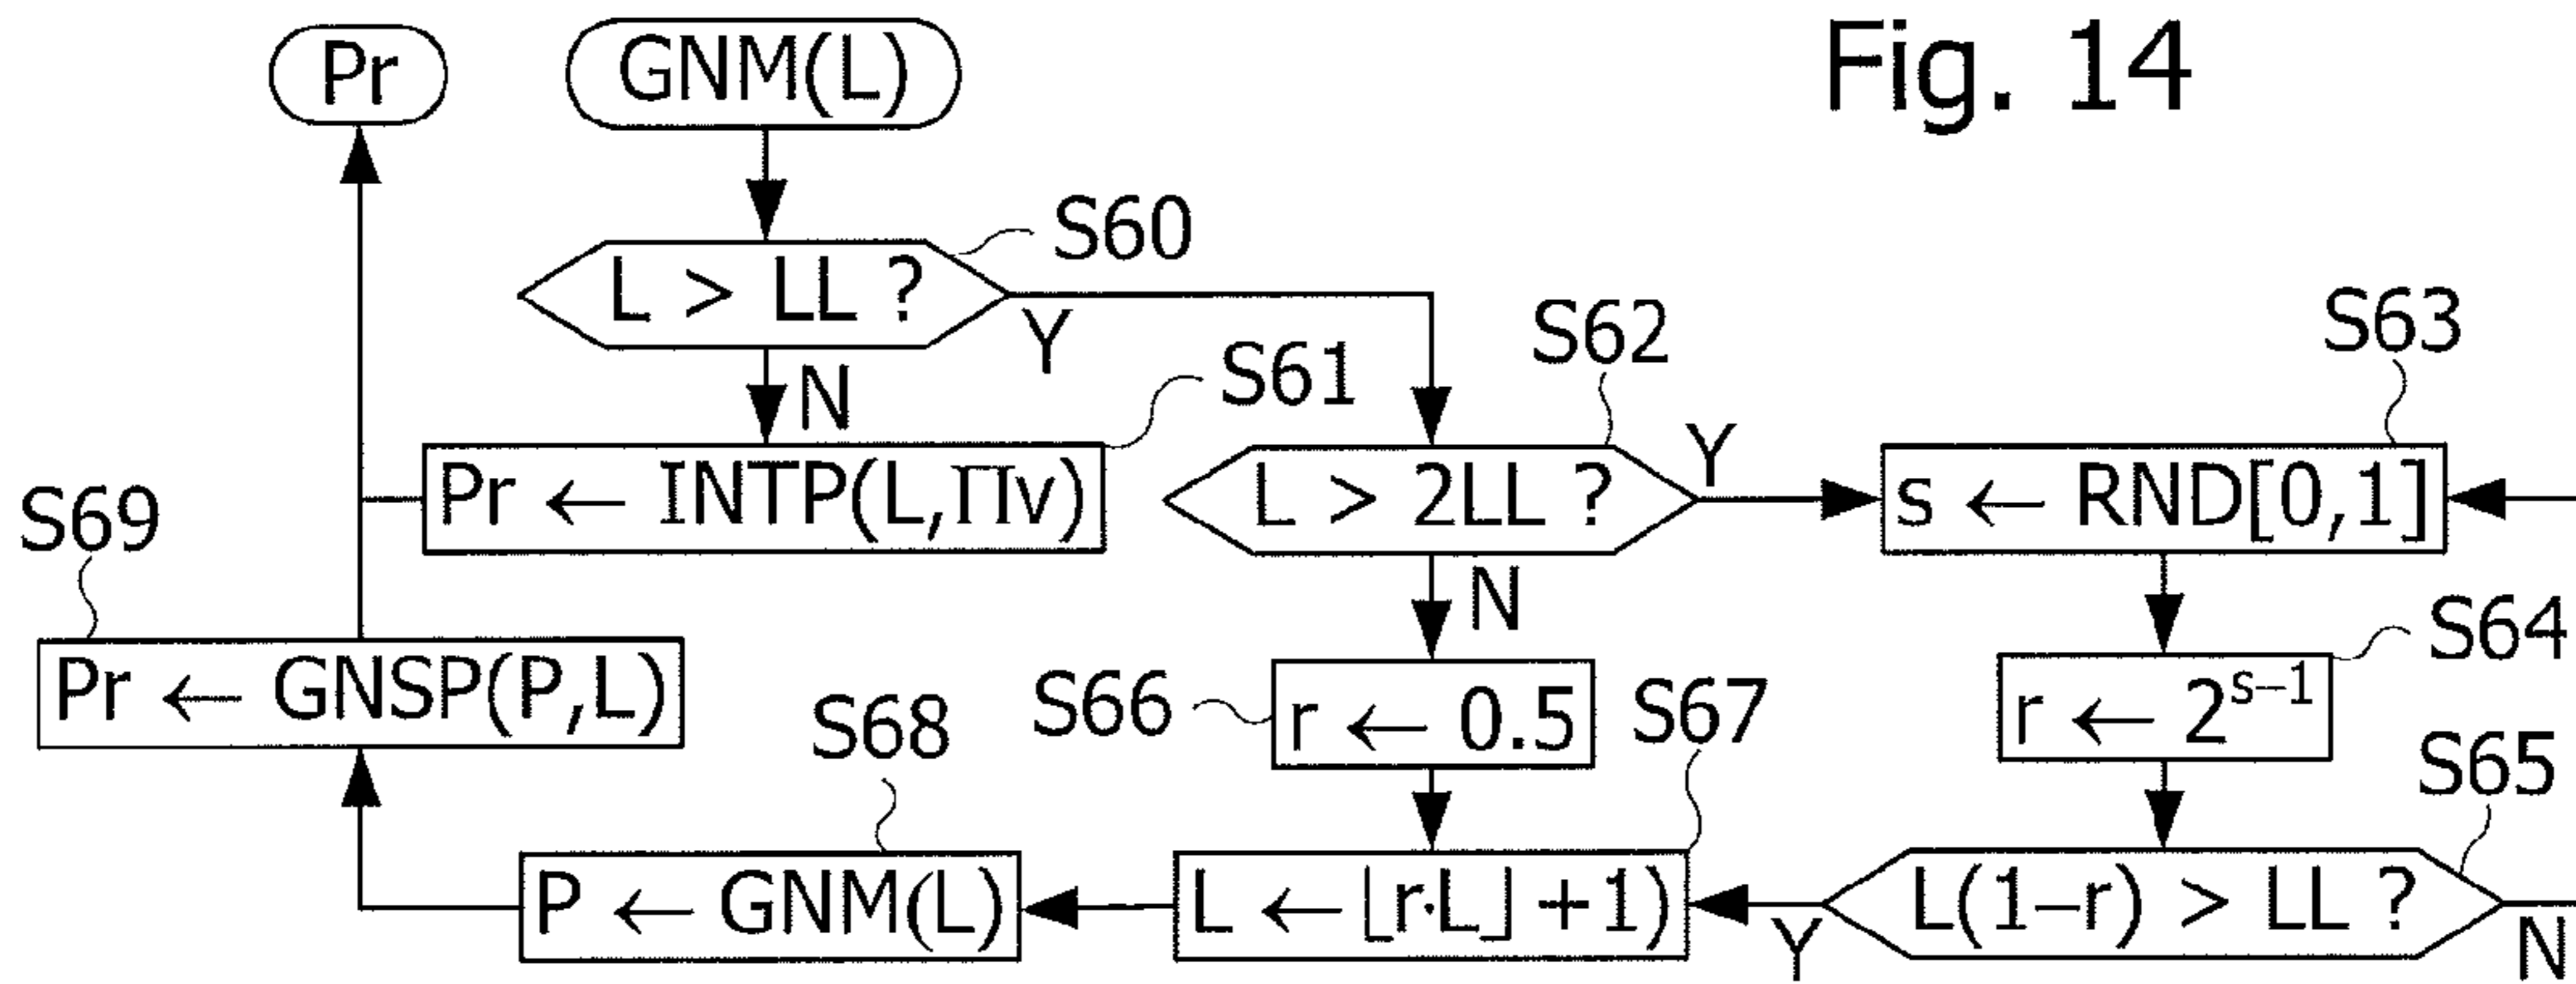 Fig. 14
Pr
GNM(L)
S60
L > LL ?
Y
N
S61
Pr ← INTP(L,Πv)
S62
L > 2LL ?
Y
N
S63
s ← RND[0,1]
S64
r ← 2^{s−1}
S65
L(1−r) > LL ?
Y
N
S66
r ← 0.5
S67
L ← ⌊r·L⌋ +1)
S68
P ← GNM(L)
S69
Pr ← GNSP(P,L)